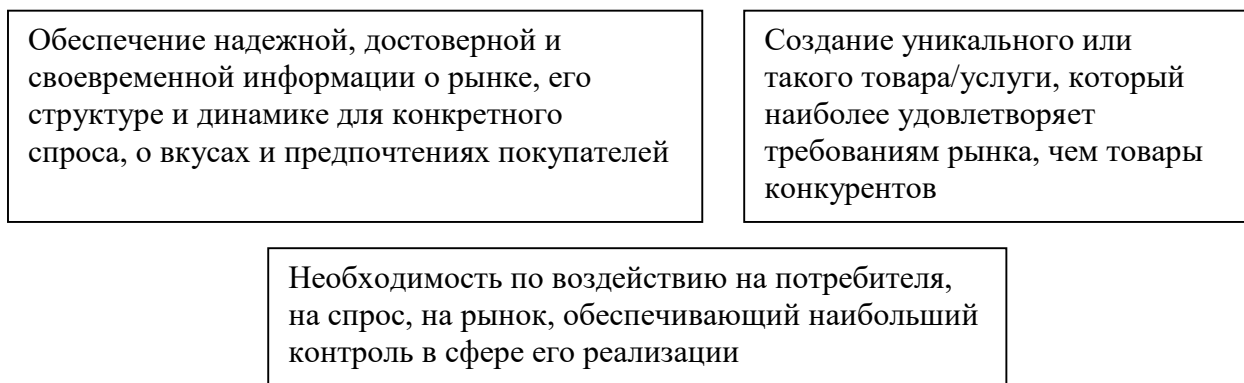 Обеспечение надежной, достоверной и
своевременной информации о рынке, его
структуре и динамике для конкретного
спроса, о вкусах и предпочтениях покупателей
Создание уникального или
такого товара/услуги, который
наиболее удовлетворяет
требованиям рынка, чем товары
конкурентов
Необходимость по воздействию на потребителя,
на спрос, на рынок, обеспечивающий наибольший
контроль в сфере его реализации